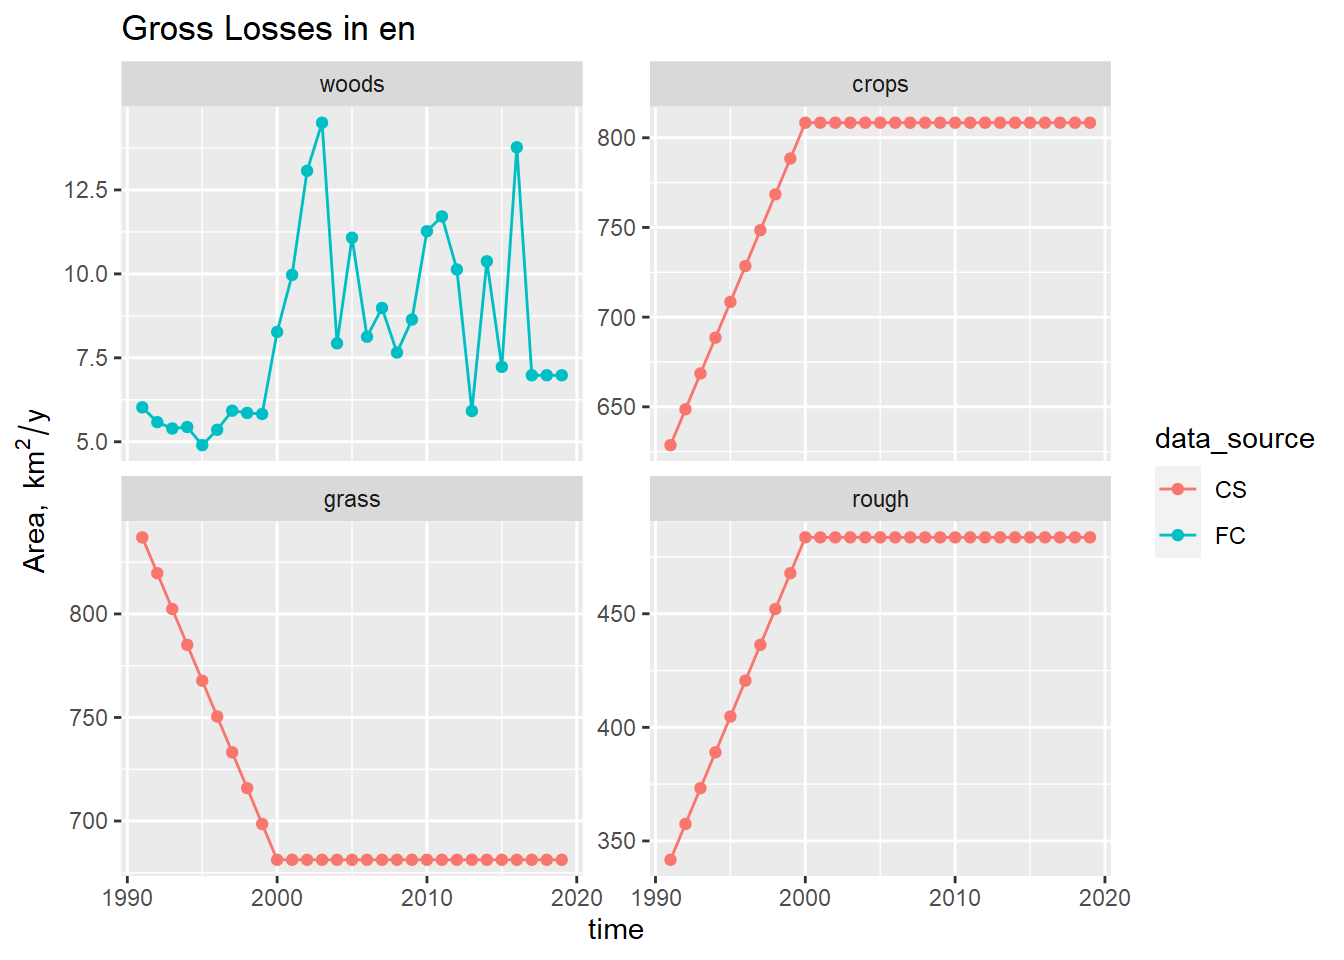 Gross Losses in en
woods
crops
12.5
10.0
7.5
5.0
800
750
700
650
grass
rough
800
750
700
450
400
350
1990 2000 2010 2020
1990 2000 2010 2020
time
Area, km²/y
data_source
CS
FC